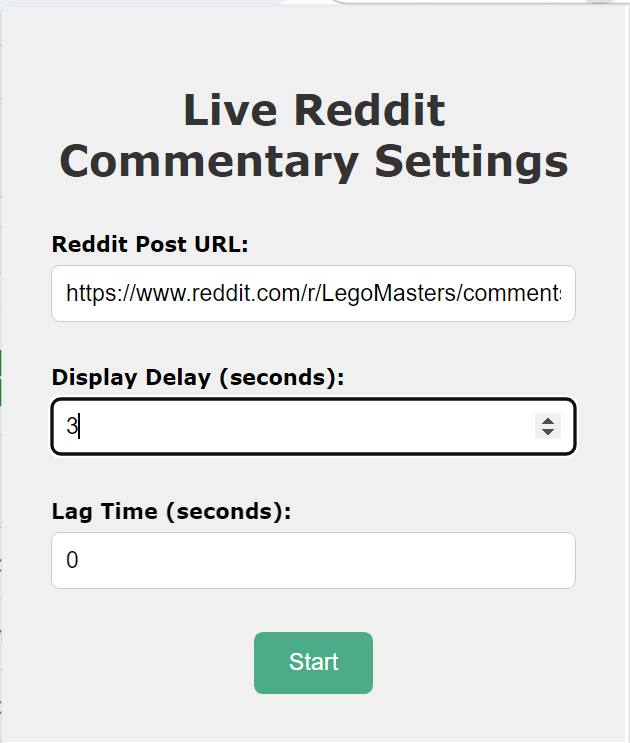 Live Reddit
Commentary Settings
Reddit Post URL:
https://www.reddit.com/r/LegoMasters/comments
Display Delay (seconds):
3
Lag Time (seconds):
0
Start